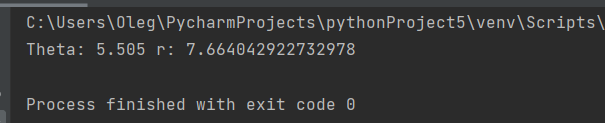 C:\Users\Oleg\PycharmProjects\pythonProject5\venv\Scripts\
Theta: 5.505 r: 7.664042922732978
Process finished with exit code 0